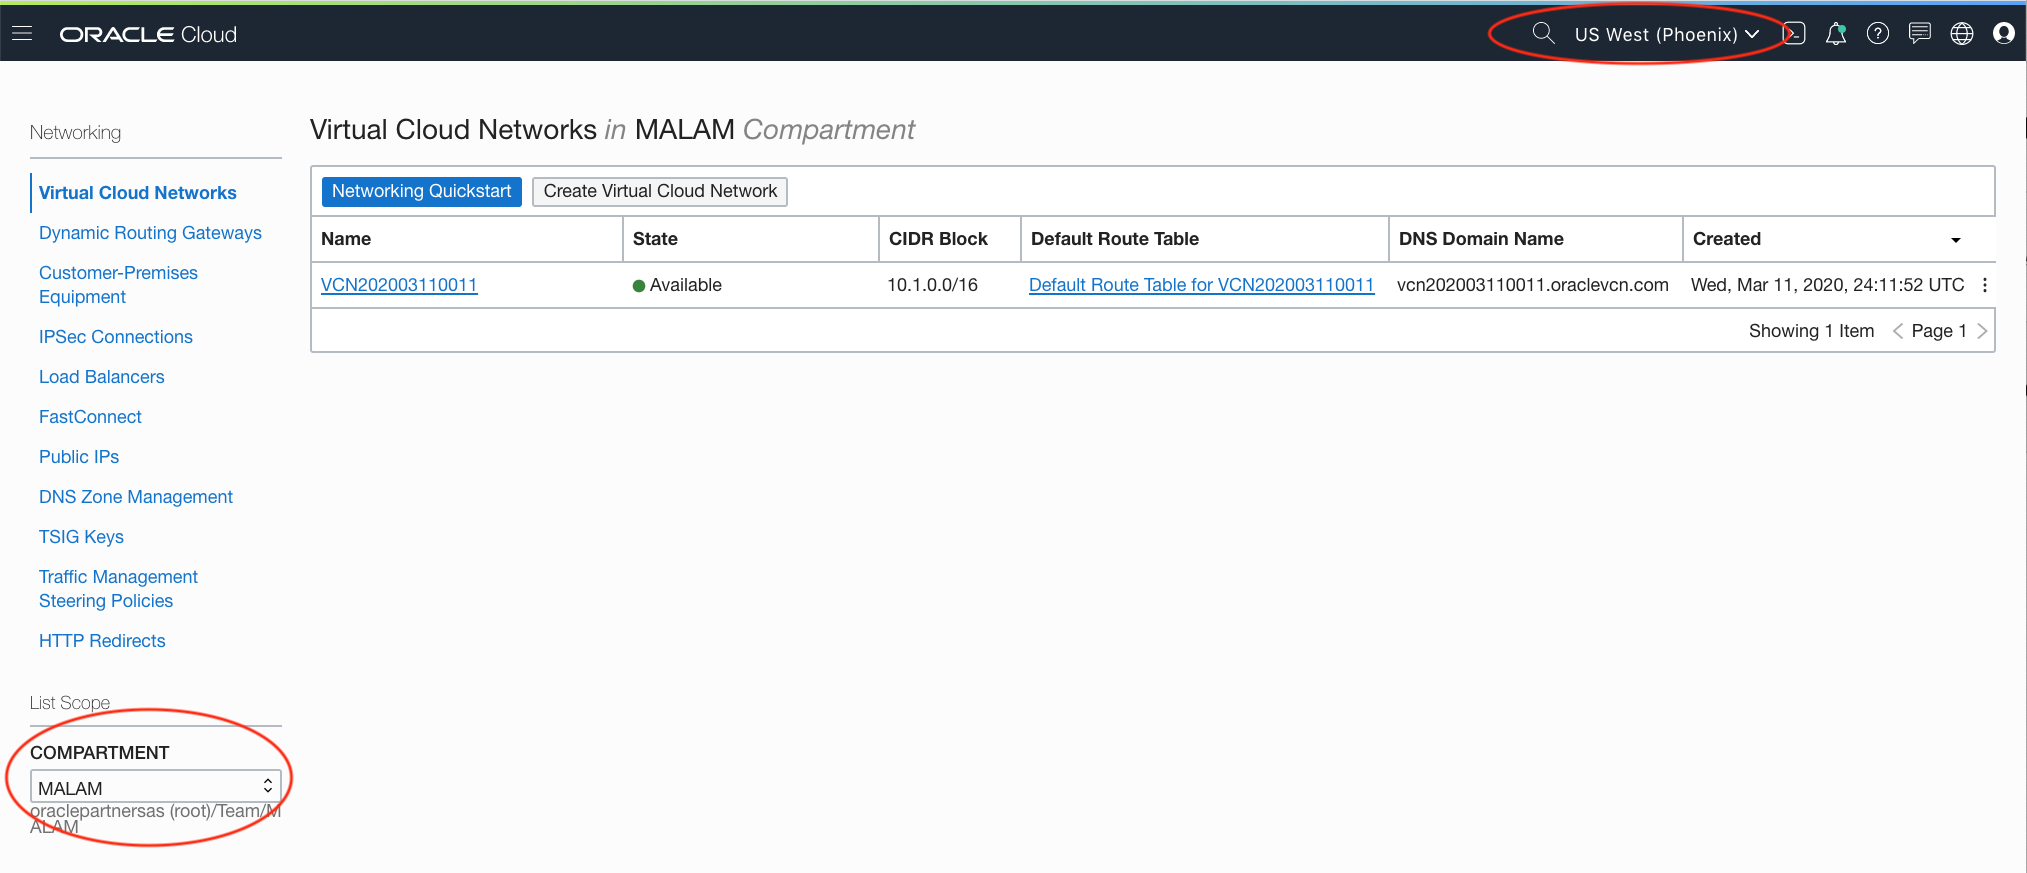 ORACLE Cloud
US West (Phoenix)
Networking
Virtual Cloud Networks
Dynamic Routing Gateways
Customer-Premises
Equipment
IPSec Connections
Load Balancers
FastConnect
Public IPs
DNS Zone Management
TSIG Keys
Traffic Management
Steering Policies
HTTP Redirects
List Scope
COMPARTMENT
MALAM
oraclepartnersas (root)/Team/M
ALAM
Virtual Cloud Networks in MALAM Compartment
Networking Quickstart Create Virtual Cloud Network
Name State CIDR Block Default Route Table DNS Domain Name Created
VCN202003110011 Available 10.1.0.0/16 Default Route Table for VCN202003110011 vcn202003110011.oraclevcn.com Wed, Mar 11, 2020, 24:11:52 UTC
Showing 1 Item < Page 1 >